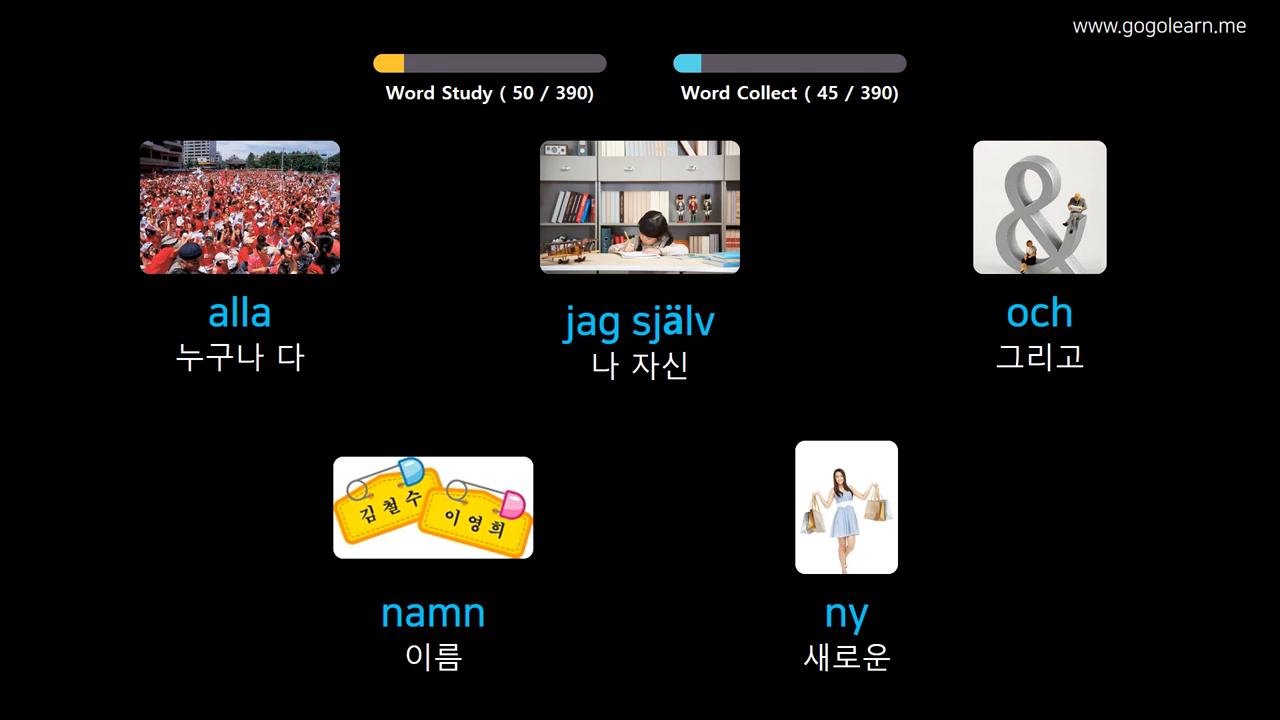 www.gogolearn.me
Word Study ( 50 / 390)
Word Collect ( 45 / 390)
alla
누구나 다
jag själv
나 자신
och
그리고
김철수
이영희
namn
이름
ny
새로운